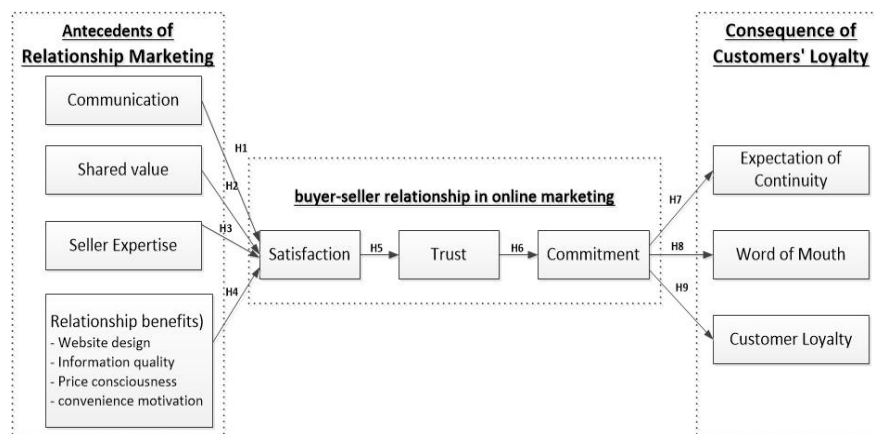 Antecedents of
Relationship Marketing
Communication
Shared value
Seller Expertise
Relationship benefits)
- Website design
- Information quality
- Price consciousness
- convenience motivation
H1
H2
H3
H4
buyer-seller relationship in online marketing
Satisfaction
H5
Trust
H6
Commitment
H7
H8
H9
Consequence of
Customers' Loyalty
Expectation of
Continuity
Word of Mouth
Customer Loyalty